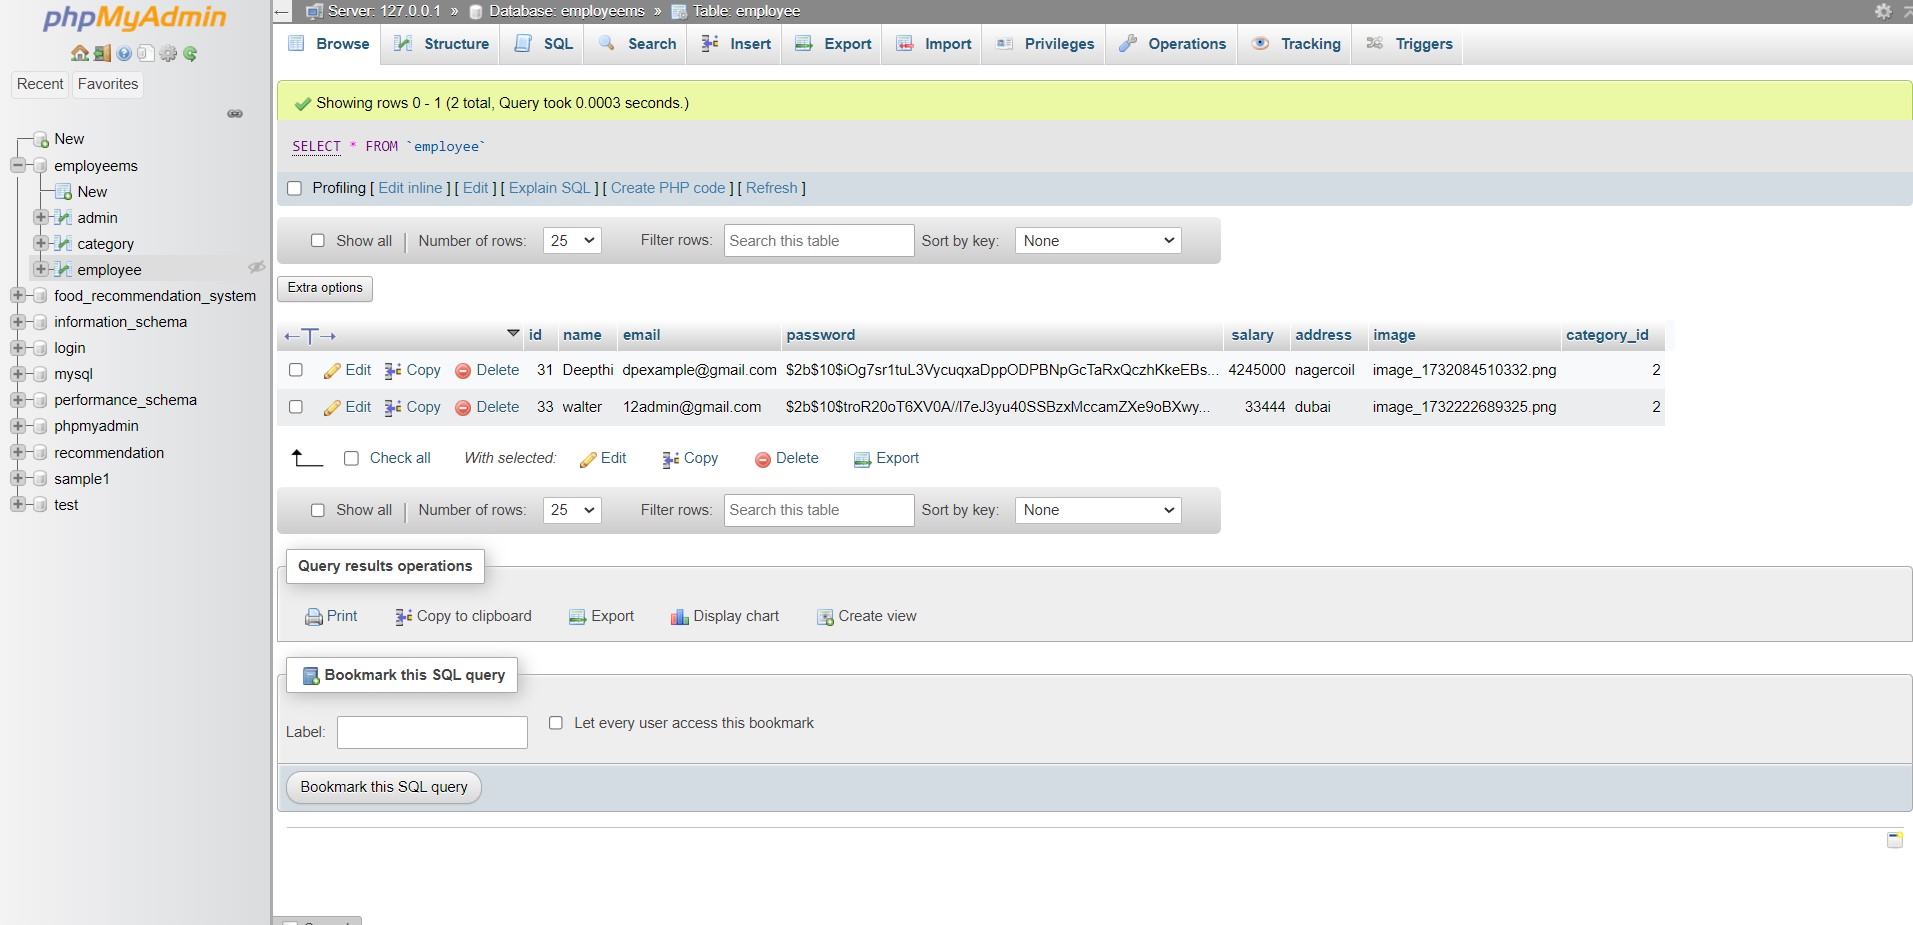 phpMyAdmin
Recent Favorites
New
employeems
New
admin
category
employee
food_recommendation_system
information_schema
login
mysql
performance_schema
phpmyadmin
recommendation
sample1
test
Server: 127.0.0.1 » Database: employeems » Table: employee
Browse Structure SQL Search Insert Export Import Privileges Operations Tracking Triggers
Showing rows 0 - 1 (2 total, Query took 0.0003 seconds.)
SELECT * FROM `employee`
Profiling [ Edit inline ] [ Edit ] [ Explain SQL ] [ Create PHP code ] [ Refresh ]
Show all | Number of rows: 25 Filter rows: Search this table Sort by key: None
Extra options
id name email password salary address image category_id
Edit Copy Delete 31 Deepthi dpexample@gmail.com $2b$10$iOg7sr1tuL3VycuqxaDppODPBNpGcTaRxQczhKkeEBs... 4245000 nagercoil image_1732084510332.png 2
Edit Copy Delete 33 walter 12admin@gmail.com $2b$10$troR20oT6XV0A//l7eJ3yu40SSBzxMccamZXe9oBXwy... 33444 dubai image_1732222689325.png 2
Check all With selected: Edit Copy Delete Export
Show all | Number of rows: 25 Filter rows: Search this table Sort by key: None
Query results operations
Print Copy to clipboard Export Display chart Create view
Bookmark this SQL query
Label: Let every user access this bookmark
Bookmark this SQL query